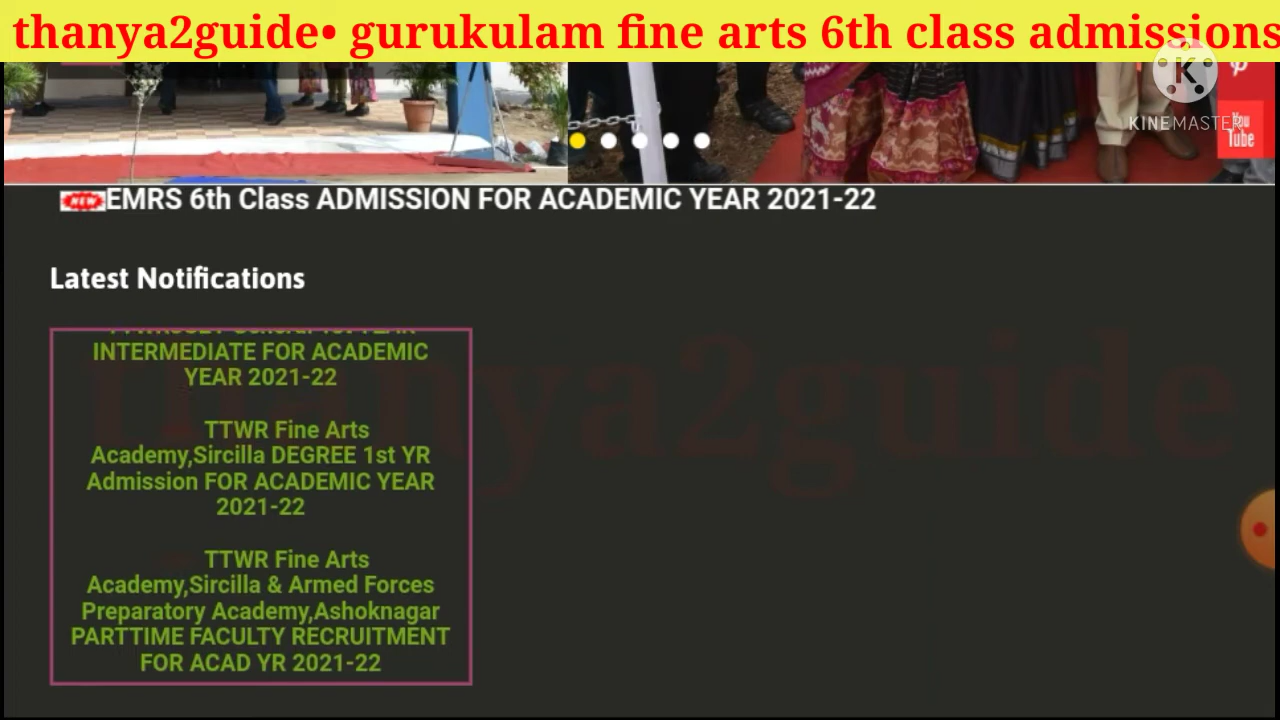 thanya2guide• gurukulam fine arts 6th class admissions
K
KINEMASTER
You
Tube
NEW EMRS 6th Class ADMISSION FOR ACADEMIC YEAR 2021-22
Latest Notifications
INTERMEDIATE FOR ACADEMIC
YEAR 2021-22
TTWR Fine Arts
Academy,Sircilla DEGREE 1st YR
Admission FOR ACADEMIC YEAR
2021-22
TTWR Fine Arts
Academy,Sircilla & Armed Forces
Preparatory Academy,Ashoknagar
PARTTIME FACULTY RECRUITMENT
FOR ACAD YR 2021-22
thanya2guide